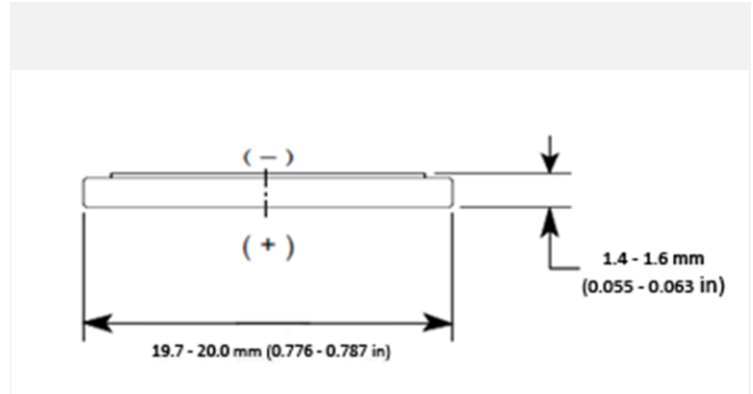 ( − )
( + )
1.4 - 1.6 mm
(0.055 - 0.063 in)
19.7 - 20.0 mm (0.776 - 0.787 in)